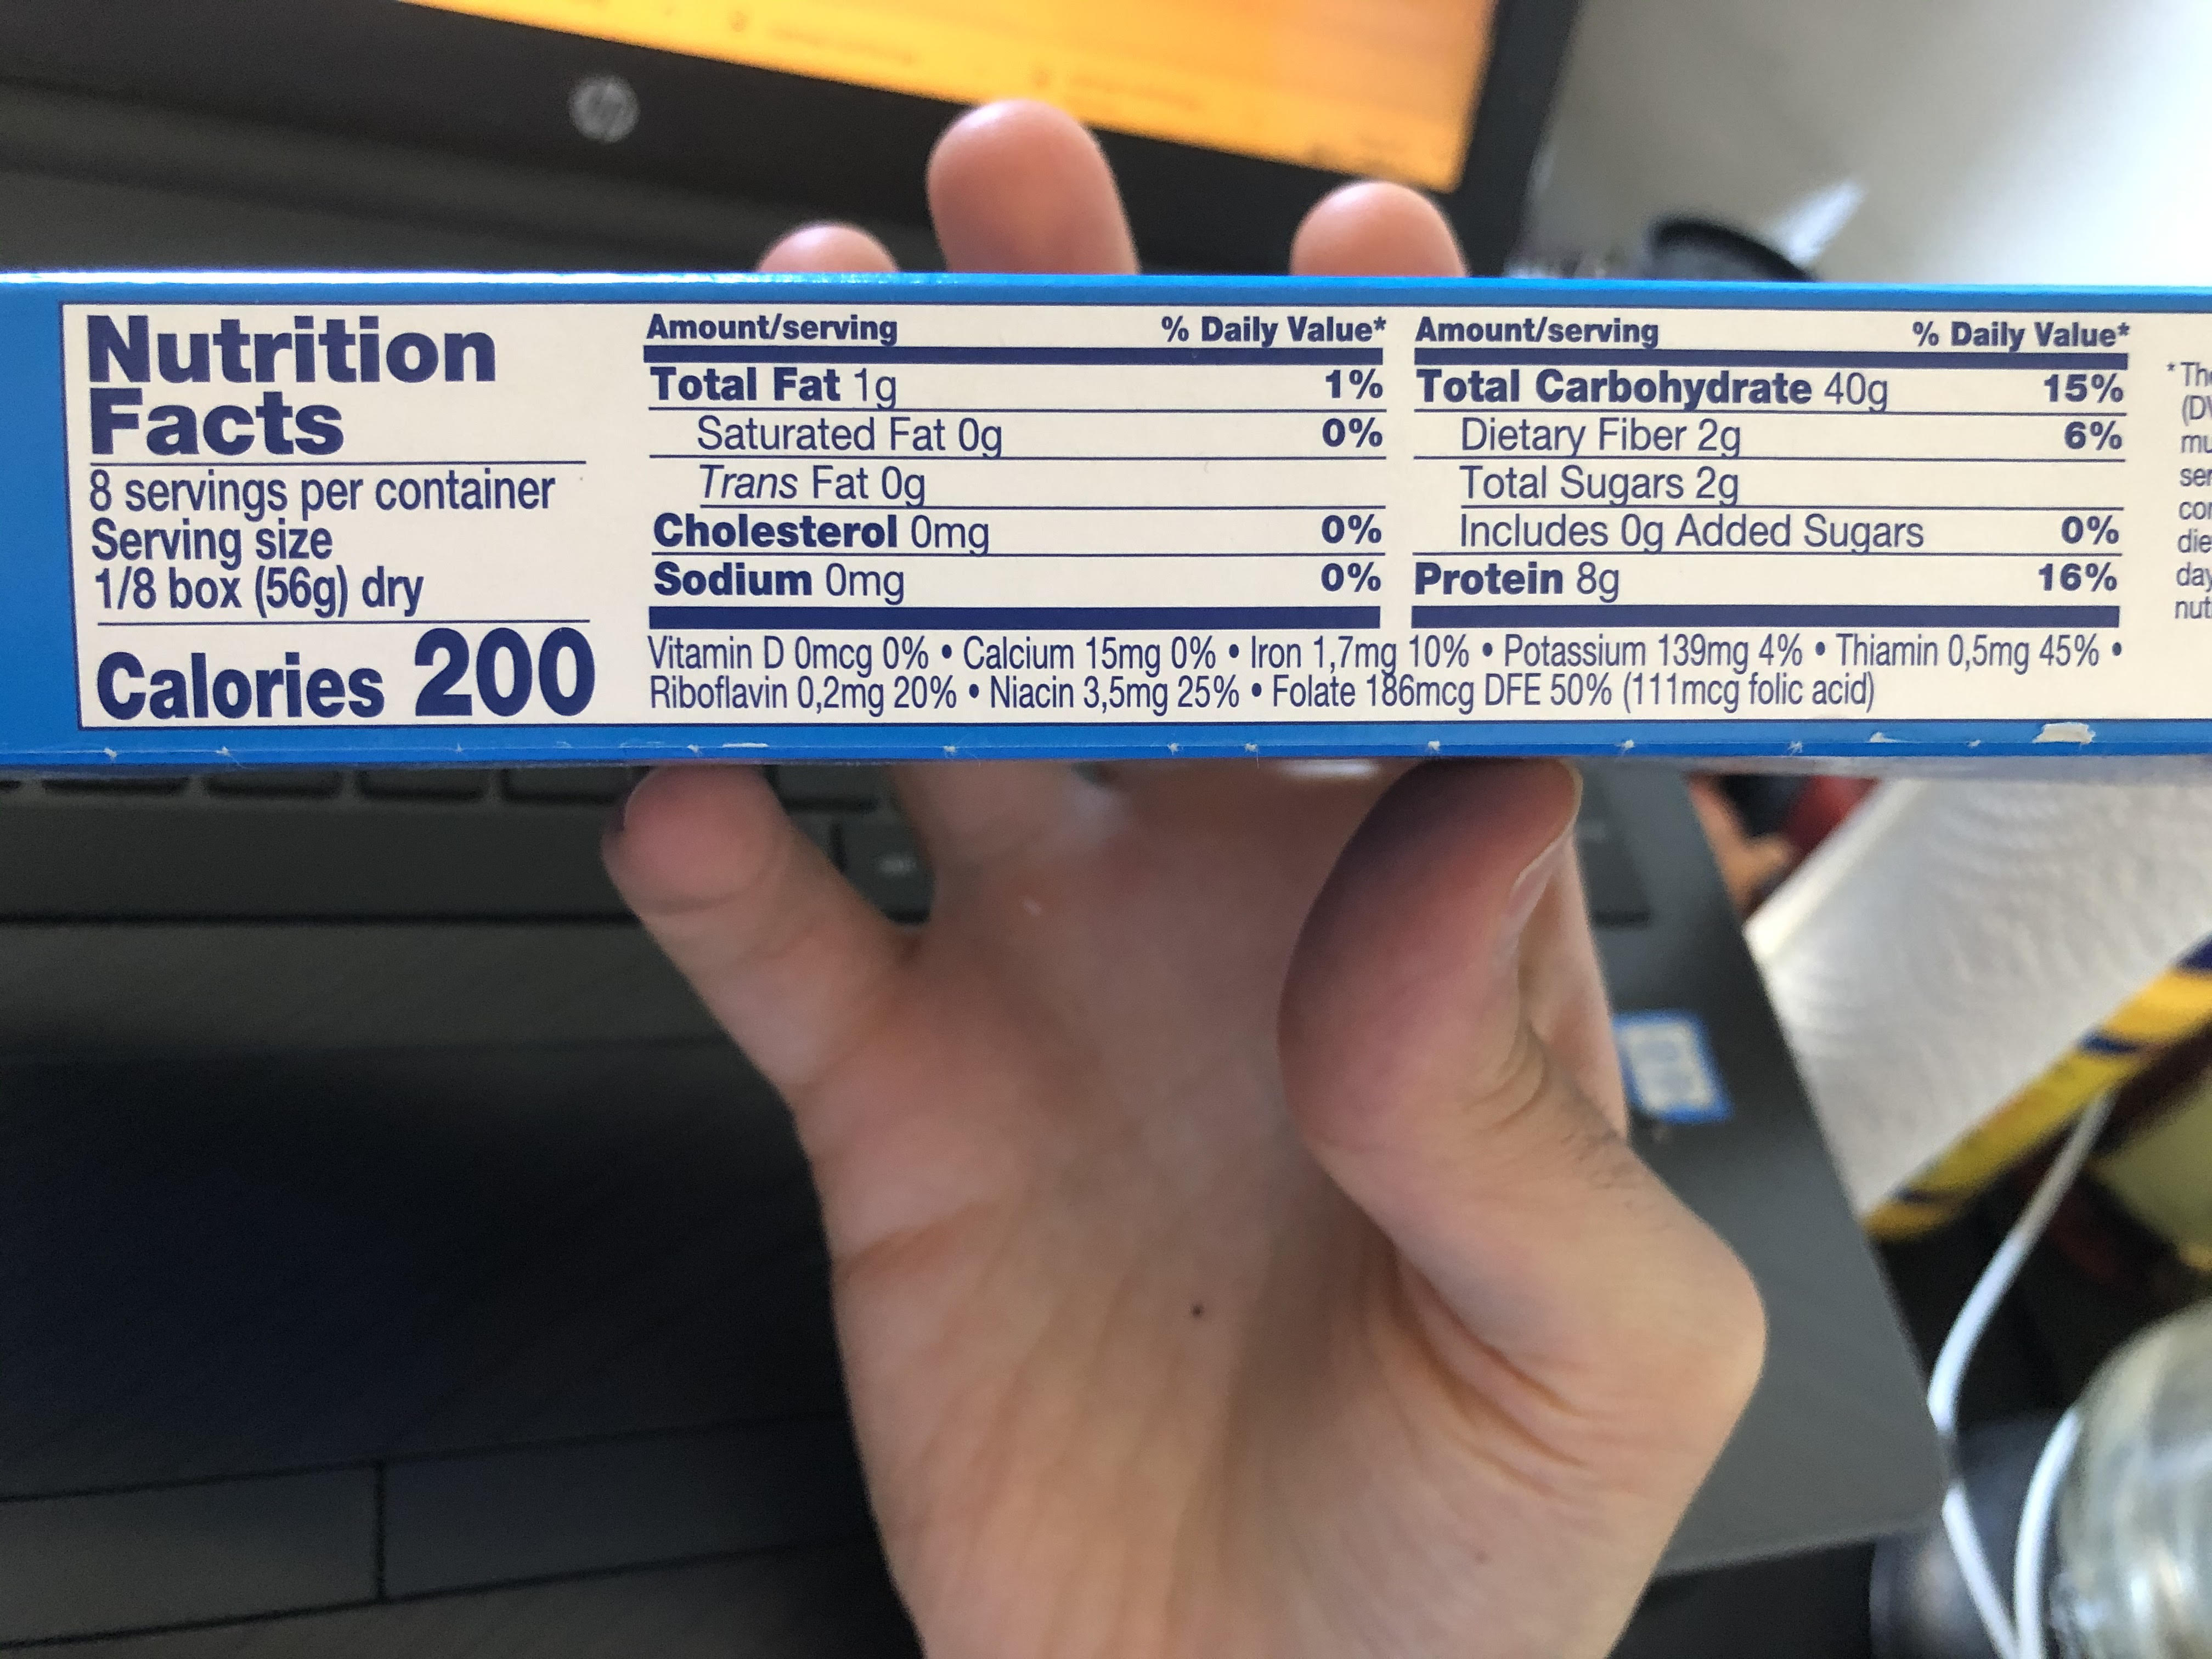 hp
Nutrition
Facts
8 servings per container
Serving size
1/8 box (56g) dry
Calories 200
Amount/serving % Daily Value*
Total Fat 1g 1%
Saturated Fat 0g 0%
Trans Fat 0g
Cholesterol 0mg 0%
Sodium 0mg 0%
Amount/serving % Daily Value*
Total Carbohydrate 40g 15%
Dietary Fiber 2g 6%
Total Sugars 2g
Includes 0g Added Sugars 0%
Protein 8g 16%
Vitamin D 0mcg 0% • Calcium 15mg 0% • Iron 1,7mg 10% • Potassium 139mg 4% • Thiamin 0,5mg 45% •
Riboflavin 0,2mg 20% • Niacin 3,5mg 25% • Folate 186mcg DFE 50% (111mcg folic acid)